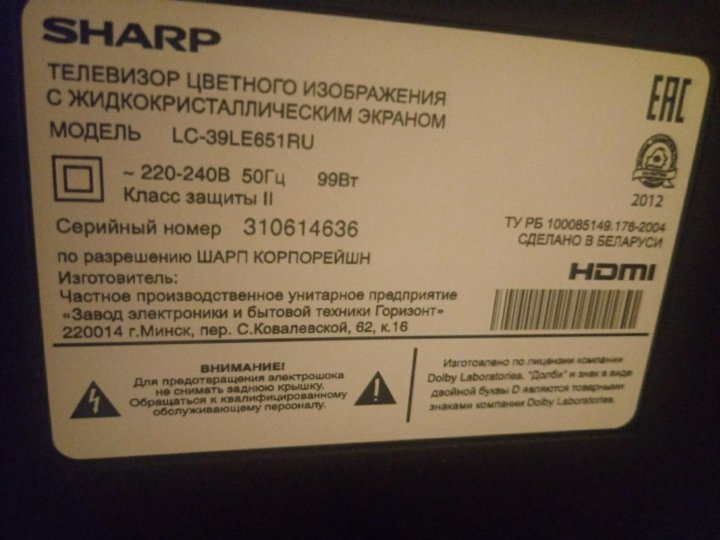 SHARP
ТЕЛЕВИЗОР ЦВЕТНОГО ИЗОБРАЖЕНИЯ
С ЖИДКОКРИСТАЛЛИЧЕСКИМ ЭКРАНОМ
МОДЕЛЬ LC-39LE651RU
EAC
~ 220-240В 50Гц 99Вт
Класс защиты II
2012
Серийный номер 310614636
ТУ РБ 100085149.178-2004
СДЕЛАНО В БЕЛАРУСИ
по разрешению ШАРП КОРПОРЕЙШН
HDMI
Изготовитель:
Частное производственное унитарное предприятие
«Завод электроники и бытовой техники Горизонт»
220014 г.Минск, пер. С.Ковалевской, 62, к.16
ВНИМАНИЕ!
Для предотвращения электрошока
не снимать заднюю крышку.
Обращаться к квалифицированному
обслуживающему персоналу.
Изготовлено по лицензии компании
Dolby Laboratories. "Долби" и знак в виде
двойной буквы D являются товарными
знаками компании Dolby Laboratories.